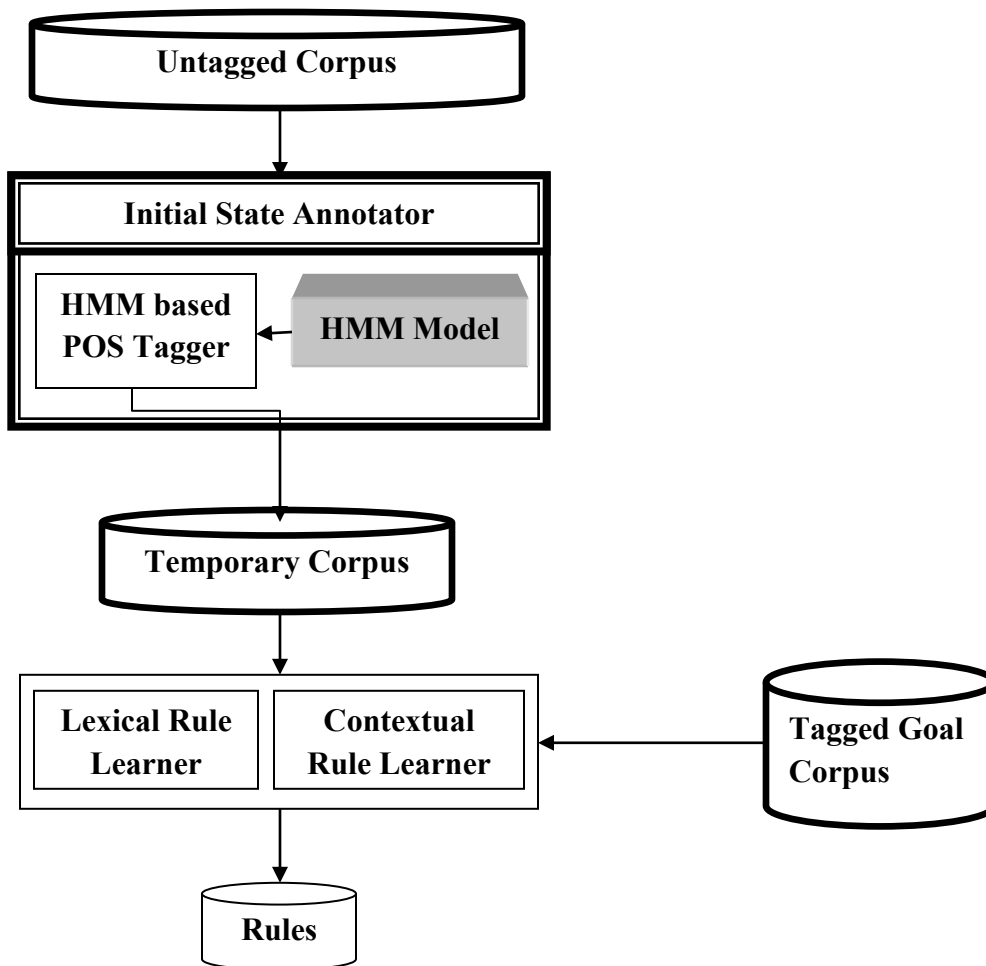 Untagged Corpus
Initial State Annotator
HMM based
POS Tagger
HMM Model
Temporary Corpus
Lexical Rule
Learner
Contextual
Rule Learner
Tagged Goal
Corpus
Rules